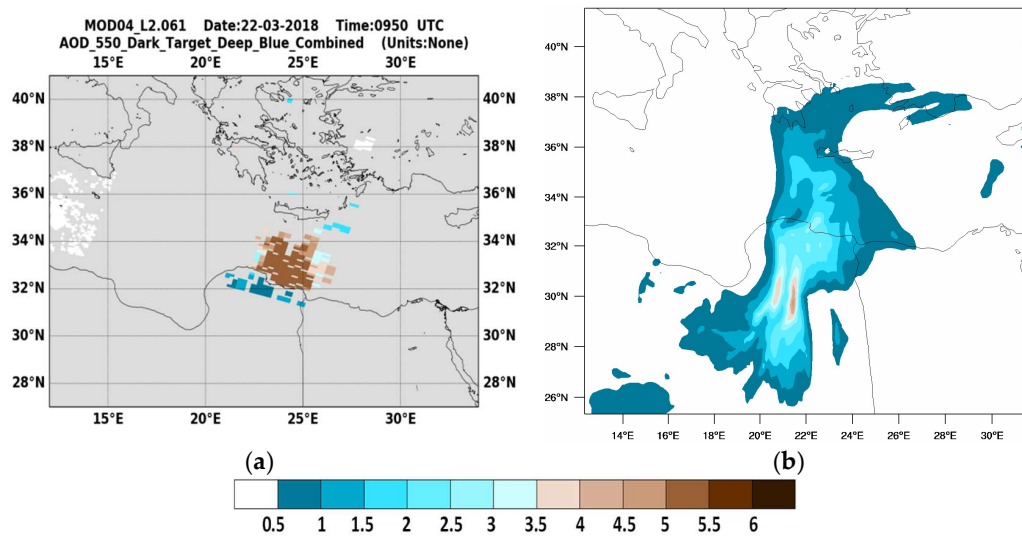 MOD04_L2.061 Date:22-03-2018 Time:0950 UTC
AOD_550_Dark_Target_Deep_Blue_Combined (Units:None)
15°E 20°E 25°E 30°E
40°N 40°N
38°N 38°N
36°N 36°N
34°N 34°N
32°N 32°N
30°N 30°N
28°N 28°N
15°E 20°E 25°E 30°E
40°N
38°N
36°N
34°N
32°N
30°N
28°N
26°N
14°E 16°E 18°E 20°E 22°E 24°E 26°E 28°E 30°E
(a) (b)
0.5 1 1.5 2 2.5 3 3.5 4 4.5 5 5.5 6